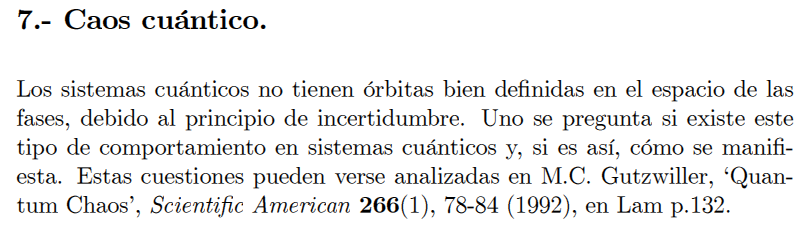 7.- Caos cuántico.
Los sistemas cuánticos no tienen órbitas bien definidas en el espacio de las
fases, debido al principio de incertidumbre. Uno se pregunta si existe este
tipo de comportamiento en sistemas cuánticos y, si es así, cómo se manifi-
esta. Estas cuestiones pueden verse analizadas en M.C. Gutzwiller, ‘Quan-
tum Chaos’, Scientific American 266(1), 78-84 (1992), en Lam p.132.